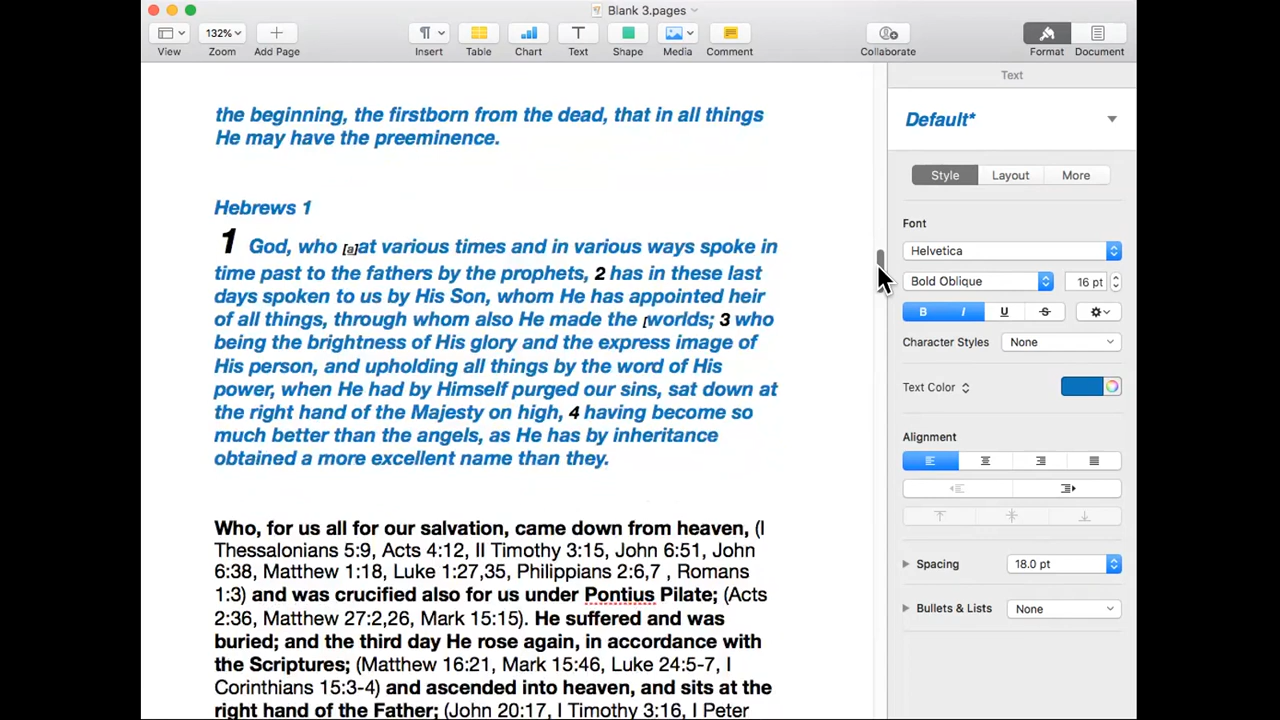 Blank 3.pages
132%
View
Zoom
Add Page
Insert
Table
Chart
Text
Shape
Media
Comment
Collaborate
Format
Document
the beginning, the firstborn from the dead, that in all things
He may have the preeminence.
Hebrews 1
1 God, who [a]at various times and in various ways spoke in
time past to the fathers by the prophets, 2 has in these last
days spoken to us by His Son, whom He has appointed heir
of all things, through whom also He made the [worlds; 3 who
being the brightness of His glory and the express image of
His person, and upholding all things by the word of His
power, when He had by Himself purged our sins, sat down at
the right hand of the Majesty on high, 4 having become so
much better than the angels, as He has by inheritance
obtained a more excellent name than they.
Who, for us all for our salvation, came down from heaven, (I
Thessalonians 5:9, Acts 4:12, II Timothy 3:15, John 6:51, John
6:38, Matthew 1:18, Luke 1:27,35, Philippians 2:6,7 , Romans
1:3) and was crucified also for us under Pontius Pilate; (Acts
2:36, Matthew 27:2,26, Mark 15:15). He suffered and was
buried; and the third day He rose again, in accordance with
the Scriptures; (Matthew 16:21, Mark 15:46, Luke 24:5-7, I
Corinthians 15:3-4) and ascended into heaven, and sits at the
right hand of the Father; (John 20:17, I Timothy 3:16, I Peter
Text
Default*
Style
Layout
More
Font
Helvetica
Bold Oblique
16 pt
B
I
U
S
Character Styles
None
Text Color
Alignment
Spacing
18.0 pt
Bullets & Lists
None